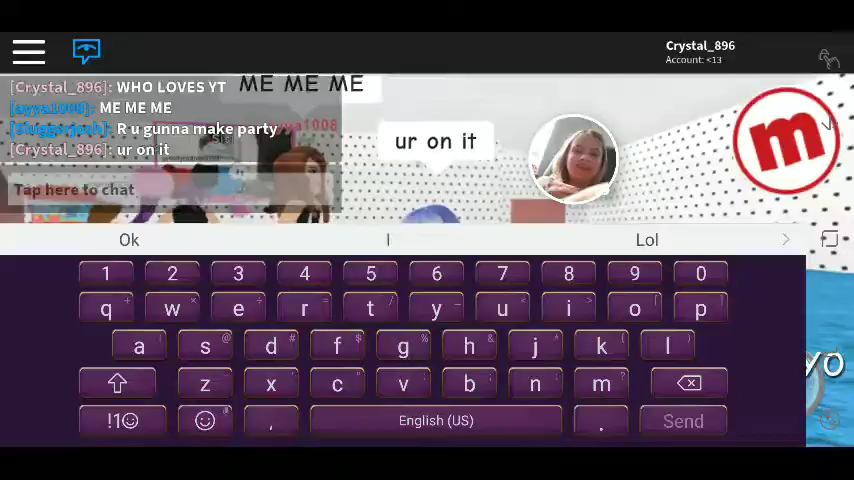 Crystal_896
Account: <13
[Crystal_896]: WHO LOVES YT
ME ME ME
[ayya1008]: ME ME ME
[Sluggerjosh]: R u gunna make party
[Crystal_896]: ur on it
ur on it
m
Tap here to chat
Ok I Lol
1 2 3 4 5 6 7 8 9 0
q w e r t y u i o p
a s d f g h j k l
z x c v b n m
!1☺ , English (US) . Send
yo